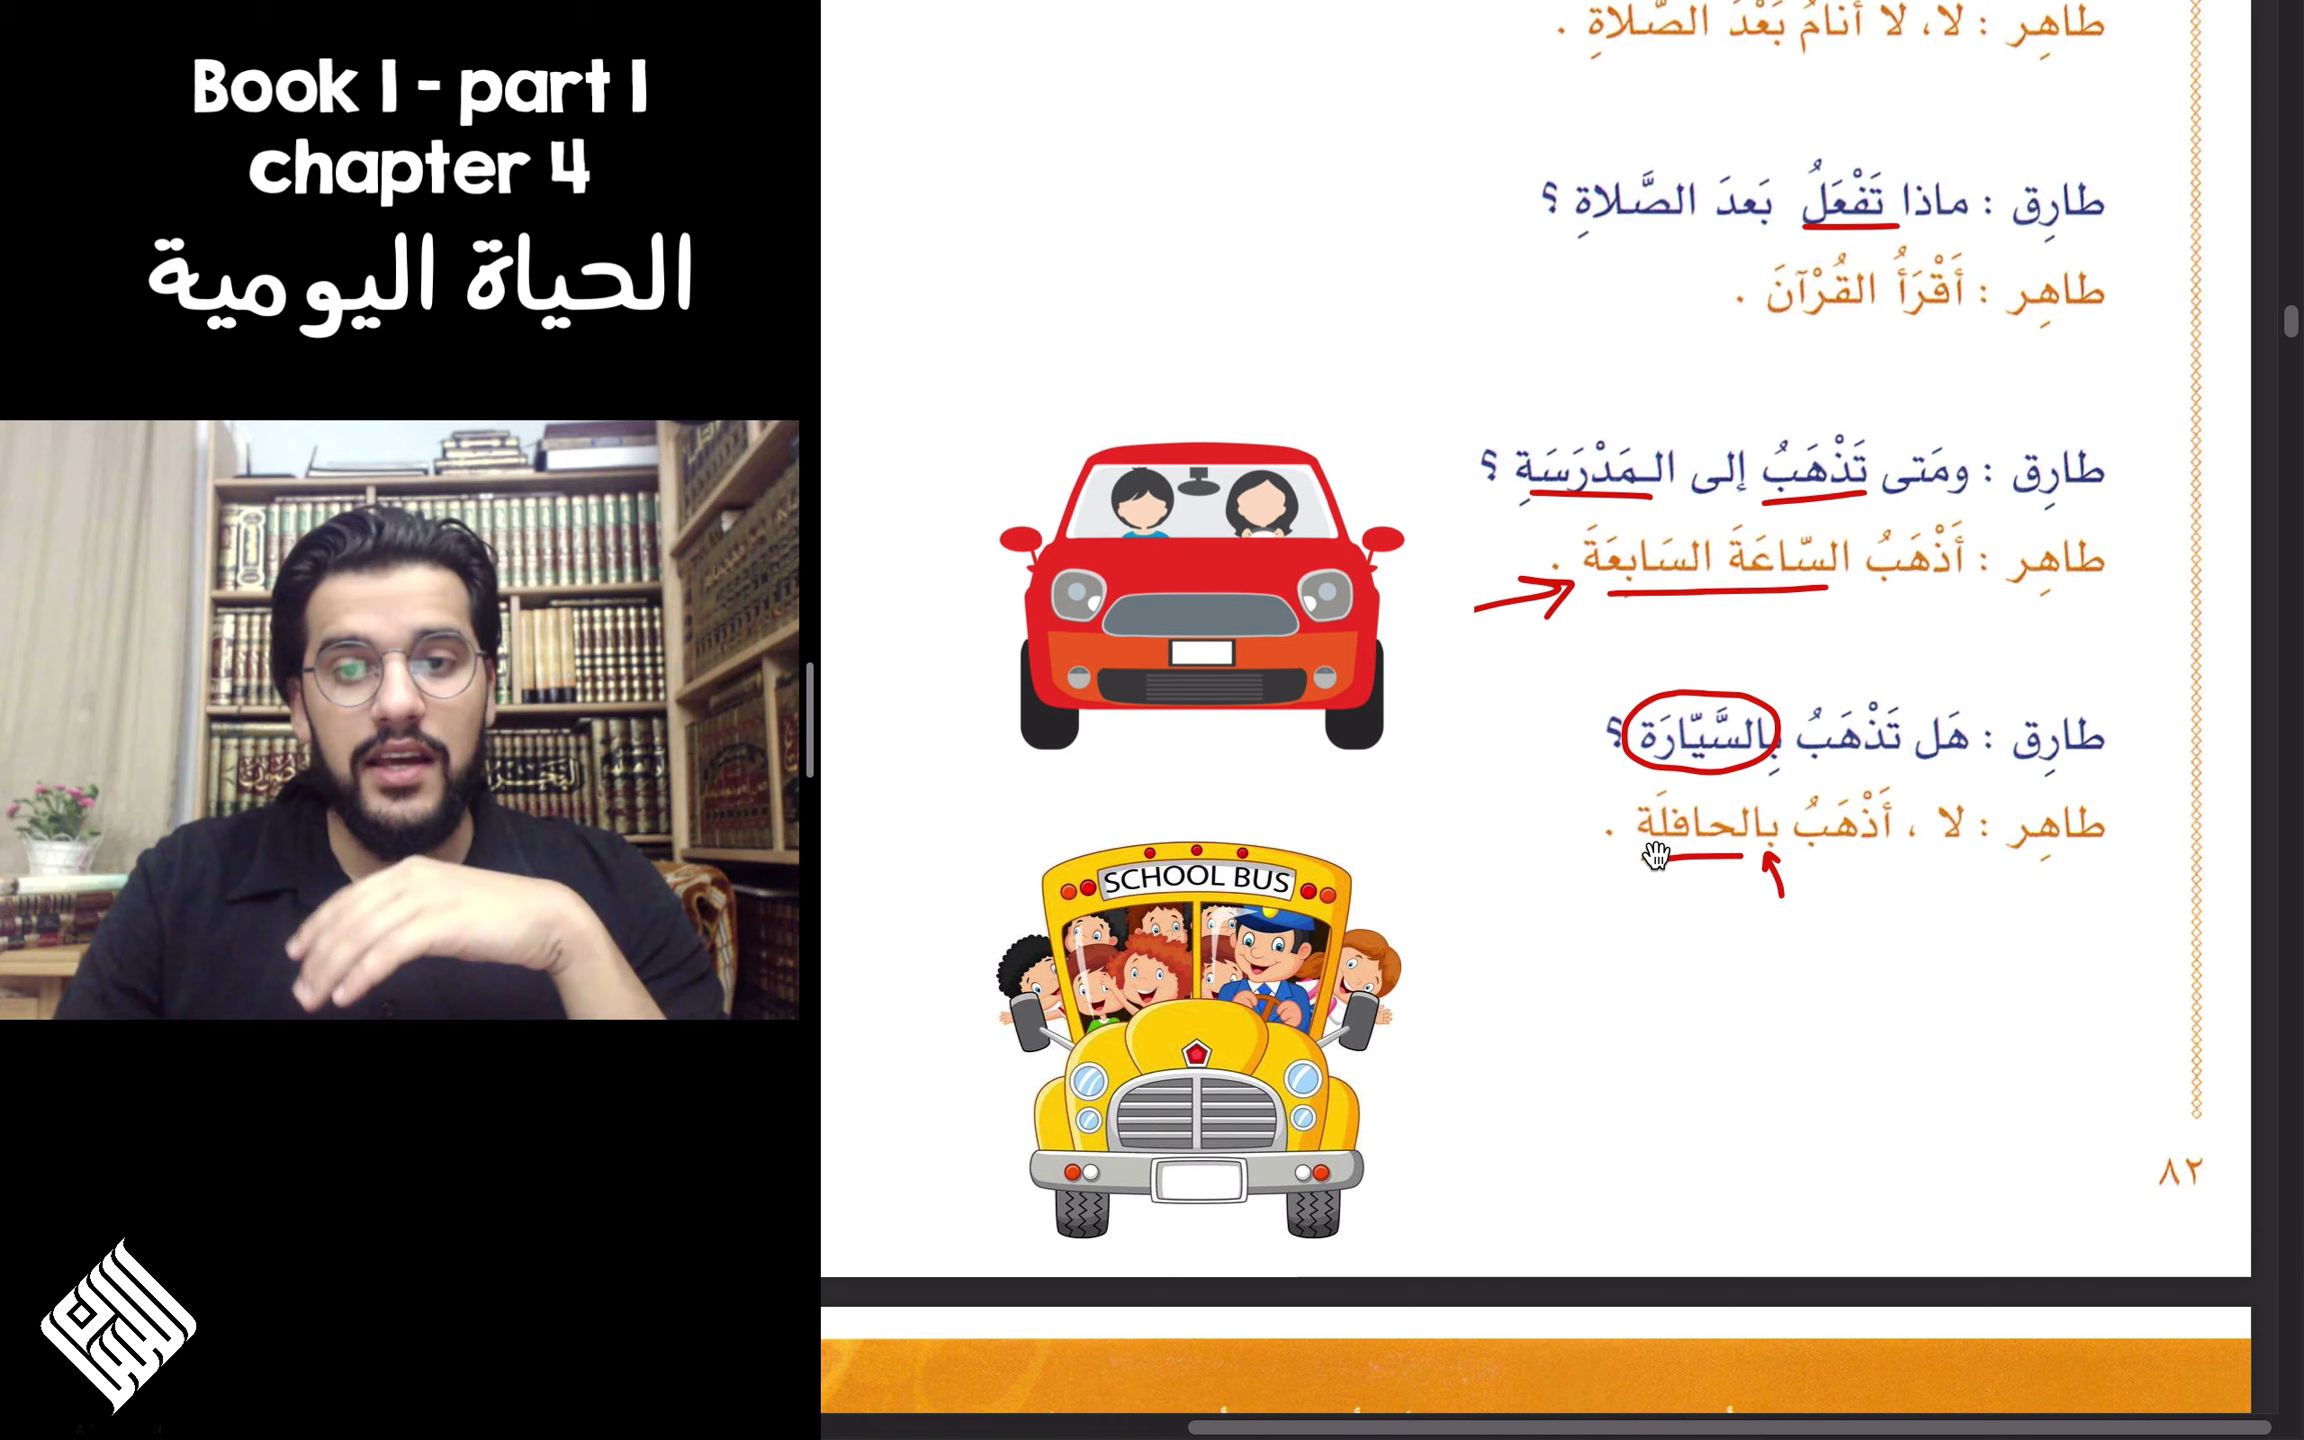 Book 1 - part 1
chapter 4
الحياة اليومية
طاهِر : لا، لا أنامُ بَعْدَ الصَّلاةِ .
طارِق : ماذا تَفْعَلُ بَعدَ الصَّلاةِ ؟
طاهِر : أَقْرَأُ القُرْآنَ .
طارِق : ومَتى تَذْهَبُ إلى الـمَدْرَسَةِ ؟
طاهِر : أَذْهَبُ السّاعَةَ السَابِعَةَ .
طارِق : هَل تَذْهَبُ بِالسَّيّارَة ؟
طاهِر : لا ، أَذْهَبُ بِالحافلَة .
SCHOOL BUS
٨٢